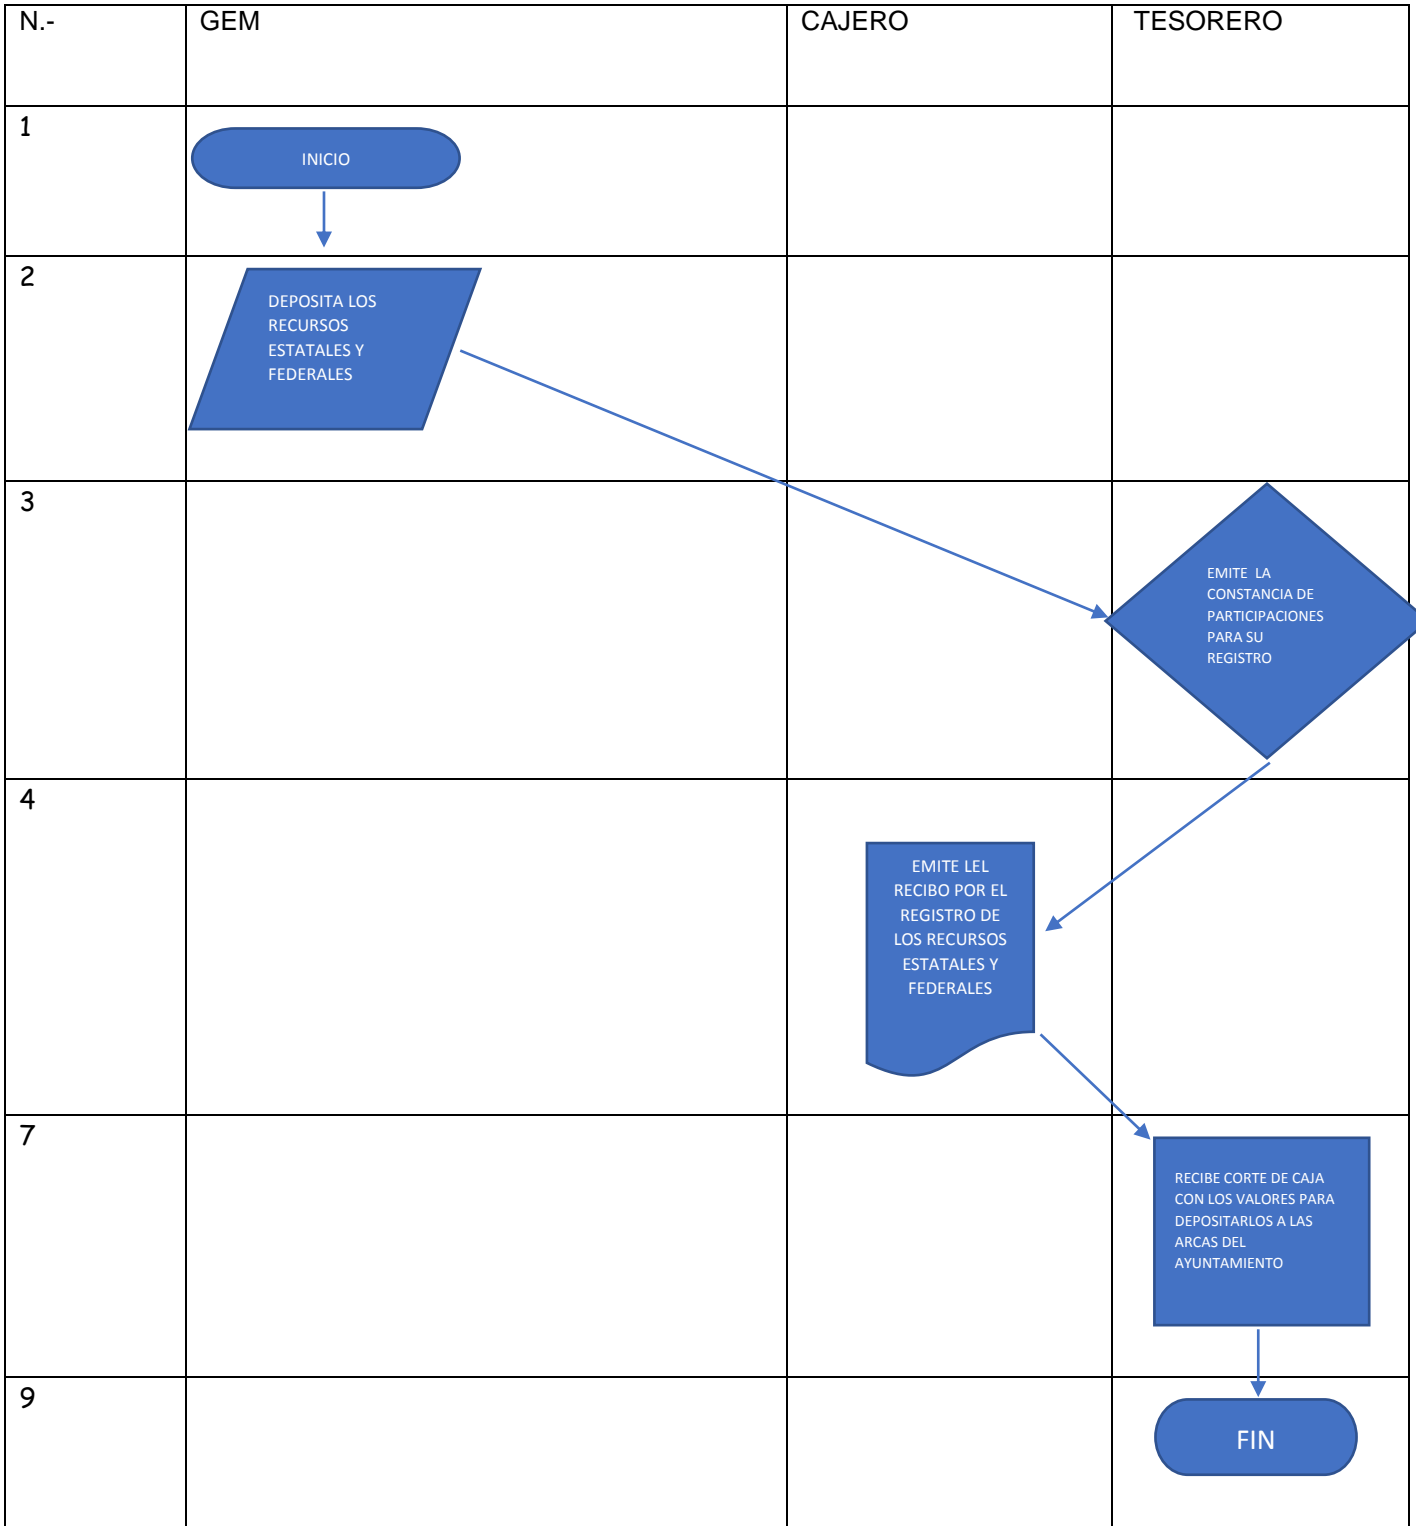 N.- GEM CAJERO TESORERO
1
INICIO
2
DEPOSITA LOS
RECURSOS
ESTATALES Y
FEDERALES
3
EMITE LA
CONSTANCIA DE
PARTICIPACIONES
PARA SU
REGISTRO
4
EMITE LEL
RECIBO POR EL
REGISTRO DE
LOS RECURSOS
ESTATALES Y
FEDERALES
7
RECIBE CORTE DE CAJA
CON LOS VALORES PARA
DEPOSITARLOS A LAS
ARCAS DEL
AYUNTAMIENTO
9
FIN